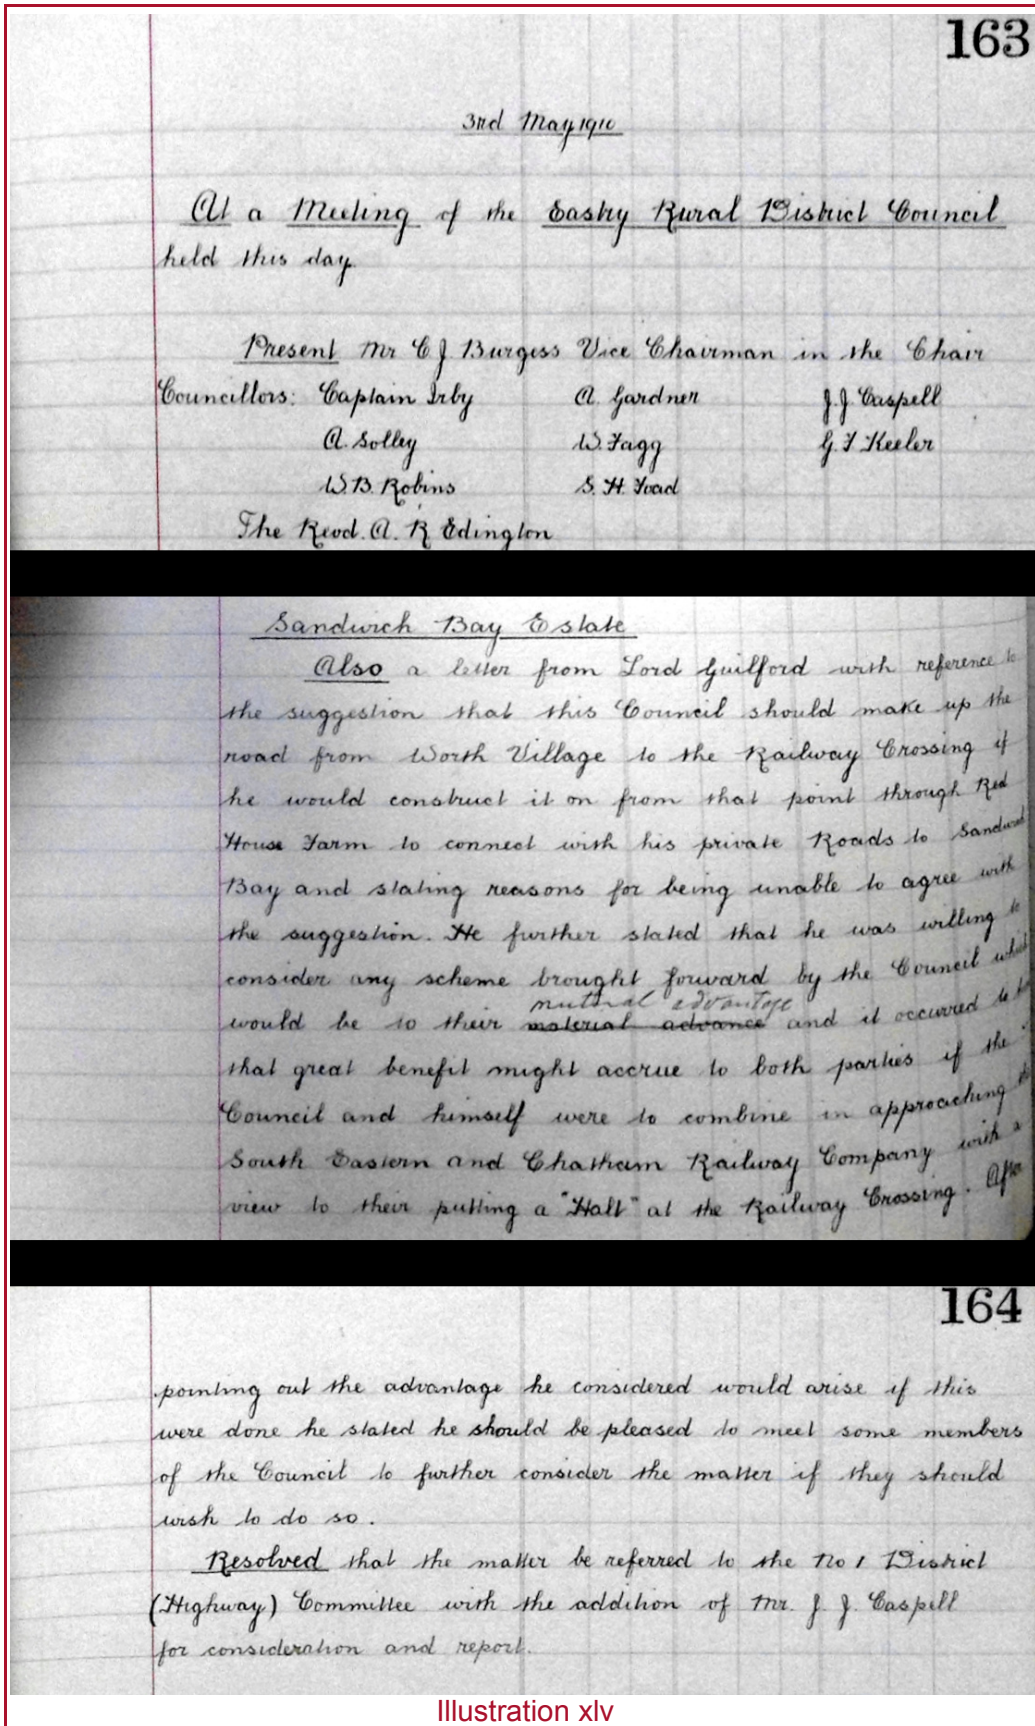 163
3rd May 1910
At a Meeting of the Eastry Rural District Council
held this day.
Present Mr C J. Burgess Vice Chairman in the Chair
Councillors: Captain Irby A. Gardner J. J. Caspell
A. Solley W. Fagg G. F Keeler
W. B. Robins S. H. Foad
The Revd. A. R Edington
Sandwich Bay Estate
Also a letter from Lord Guilford with reference to
the suggestion that this Council should make up the
road from Worth Village to the Railway Crossing if
he would construct it on from that point through Red
House Farm to connect with his private Roads to
Bay and stating reasons for being unable to agree with
the suggestion. He further stated that he was willing to
consider any scheme brought forward by the Council
mutual advantage
would be to their material advance and it occurred to
that great benefit might accrue to both parties if the
Council and himself were to combine in approaching
South Eastern and Chatham Railway Company with a
view to their putting a "Halt" at the Railway Crossing. After
164
pointing out the advantage he considered would arise if this
were done he stated he should be pleased to meet some members
of the Council to further consider the matter if they should
wish to do so.
Resolved that the matter be referred to the No 1 District
(Highway) Committee with the addition of Mr. J. J. Caspell
for consideration and report.
Illustration xlv